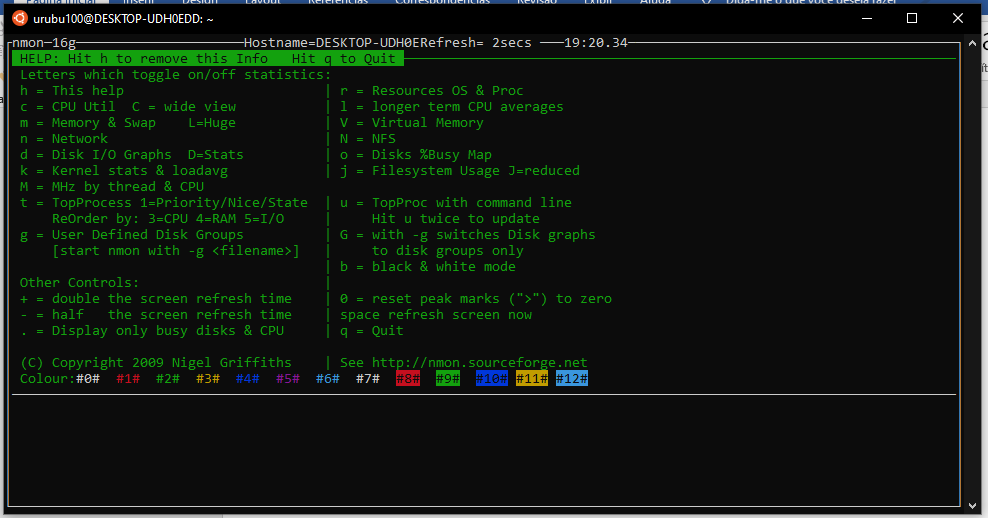 Página Inicial Inserir Design Layout Referências Correspondências Revisão Exibir Ajuda Diga-me o que você deseja fazer
urubu100@DESKTOP-UDH0EDD: ~
nmon─16g─────────────────────Hostname=DESKTOP-UDH0ERefresh= 2secs ───19:20.34─
HELP: Hit h to remove this Info   Hit q to Quit
Letters which toggle on/off statistics:
h = This help                         | r = Resources OS & Proc
c = CPU Util  C = wide view           | l = longer term CPU averages
m = Memory & Swap    L=Huge           | V = Virtual Memory
n = Network                           | N = NFS
d = Disk I/O Graphs  D=Stats          | o = Disks %Busy Map
k = Kernel stats & loadavg            | j = Filesystem Usage J=reduced
M = MHz by thread & CPU
t = TopProcess 1=Priority/Nice/State  | u = TopProc with command line
    ReOrder by: 3=CPU 4=RAM 5=I/O     |     Hit u twice to update
g = User Defined Disk Groups          | G = with -g switches Disk graphs
    [start nmon with -g <filename>]   |     to disk groups only
                                      | b = black & white mode
Other Controls:                       |
+ = double the screen refresh time    | 0 = reset peak marks (">") to zero
- = half   the screen refresh time    | space refresh screen now
. = Display only busy disks & CPU     | q = Quit
(C) Copyright 2009 Nigel Griffiths    | See http://nmon.sourceforge.net
Colour:#0#  #1#  #2#  #3#  #4#  #5#  #6#  #7#  #8#  #9#  #10# #11# #12#